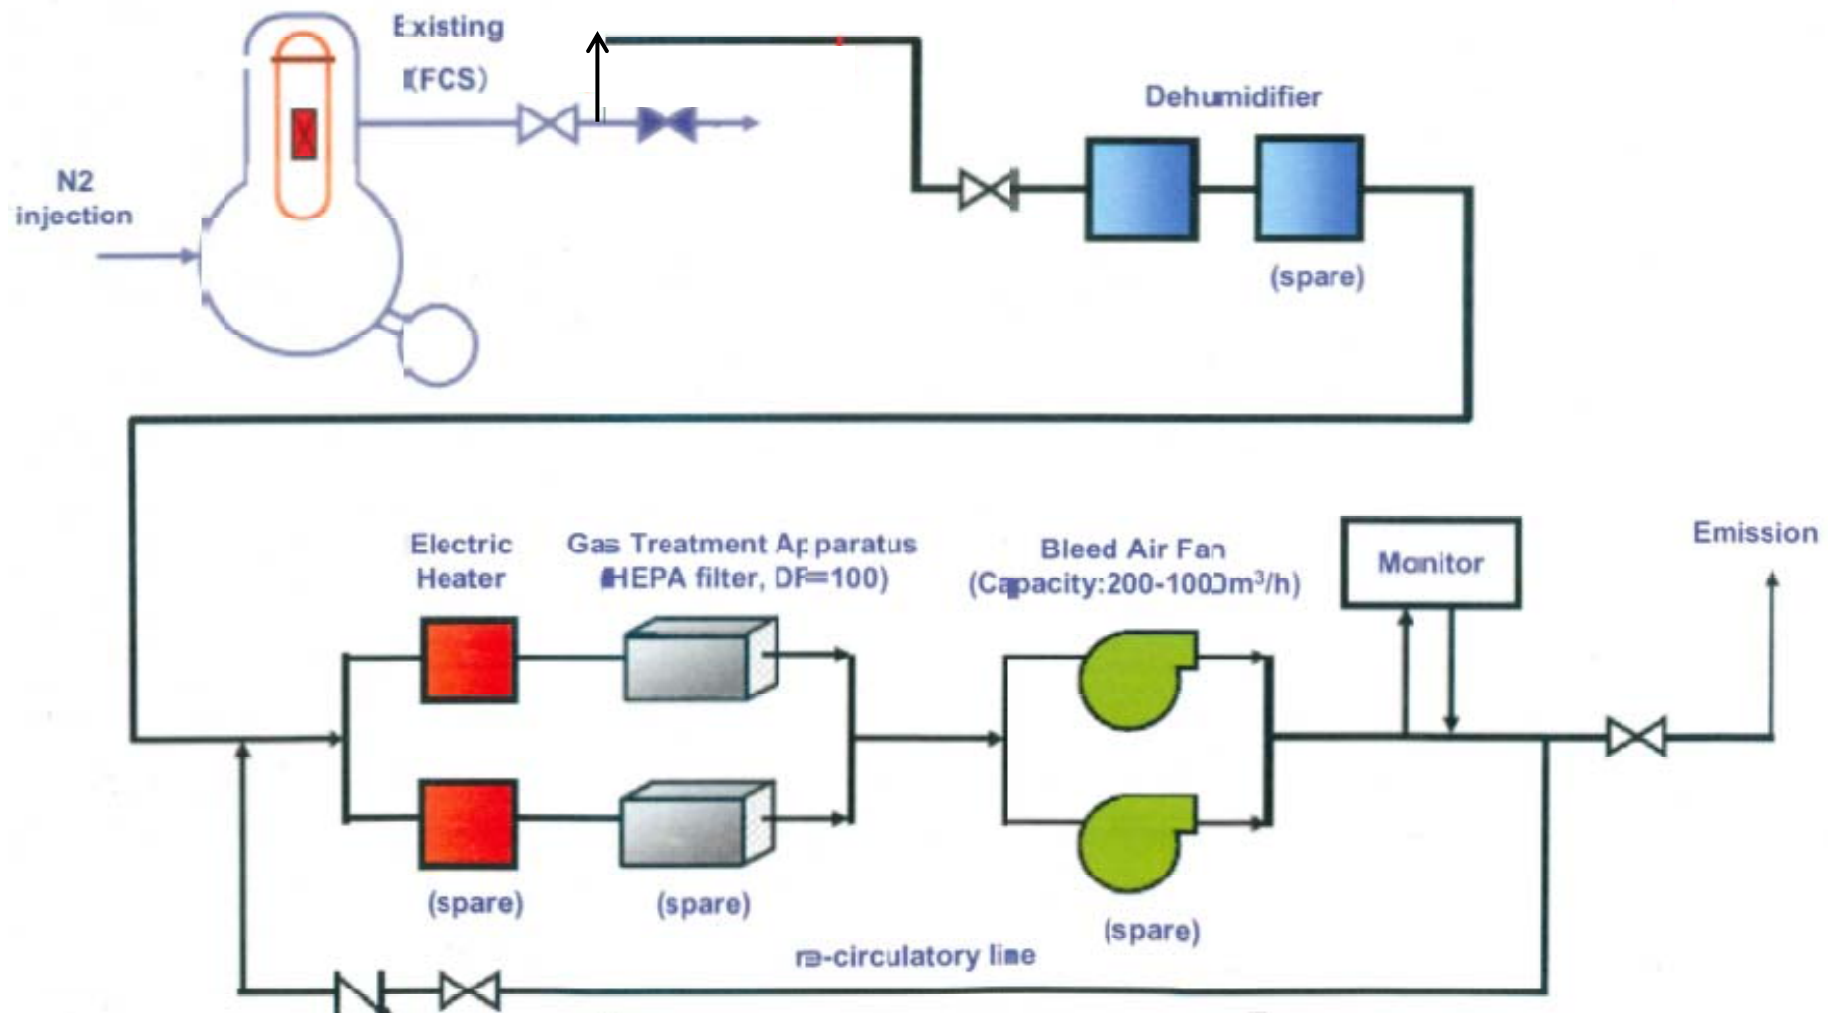 Existing
(FCS)
Dehumidifier
N2
injection
(spare)
Electric
Heater
Gas Treatment Apparatus
(HEPA filter, DF=100)
Bleed Air Fan
(Capacity:200-1000m³/h)
Monitor
Emission
(spare)
(spare)
(spare)
re-circulatory line